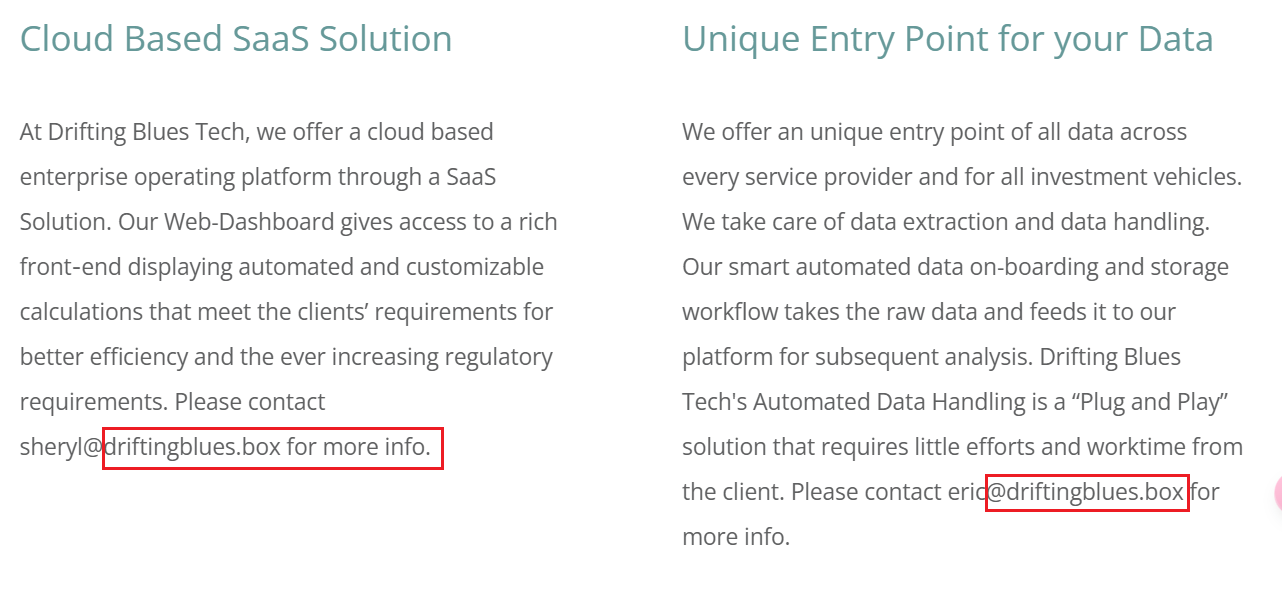 Cloud Based SaaS Solution
At Drifting Blues Tech, we offer a cloud based
enterprise operating platform through a SaaS
Solution. Our Web-Dashboard gives access to a rich
front-end displaying automated and customizable
calculations that meet the clients’ requirements for
better efficiency and the ever increasing regulatory
requirements. Please contact
sheryl@driftingblues.box for more info.
Unique Entry Point for your Data
We offer an unique entry point of all data across
every service provider and for all investment vehicles.
We take care of data extraction and data handling.
Our smart automated data on-boarding and storage
workflow takes the raw data and feeds it to our
platform for subsequent analysis. Drifting Blues
Tech's Automated Data Handling is a “Plug and Play”
solution that requires little efforts and worktime from
the client. Please contact eric@driftingblues.box for
more info.